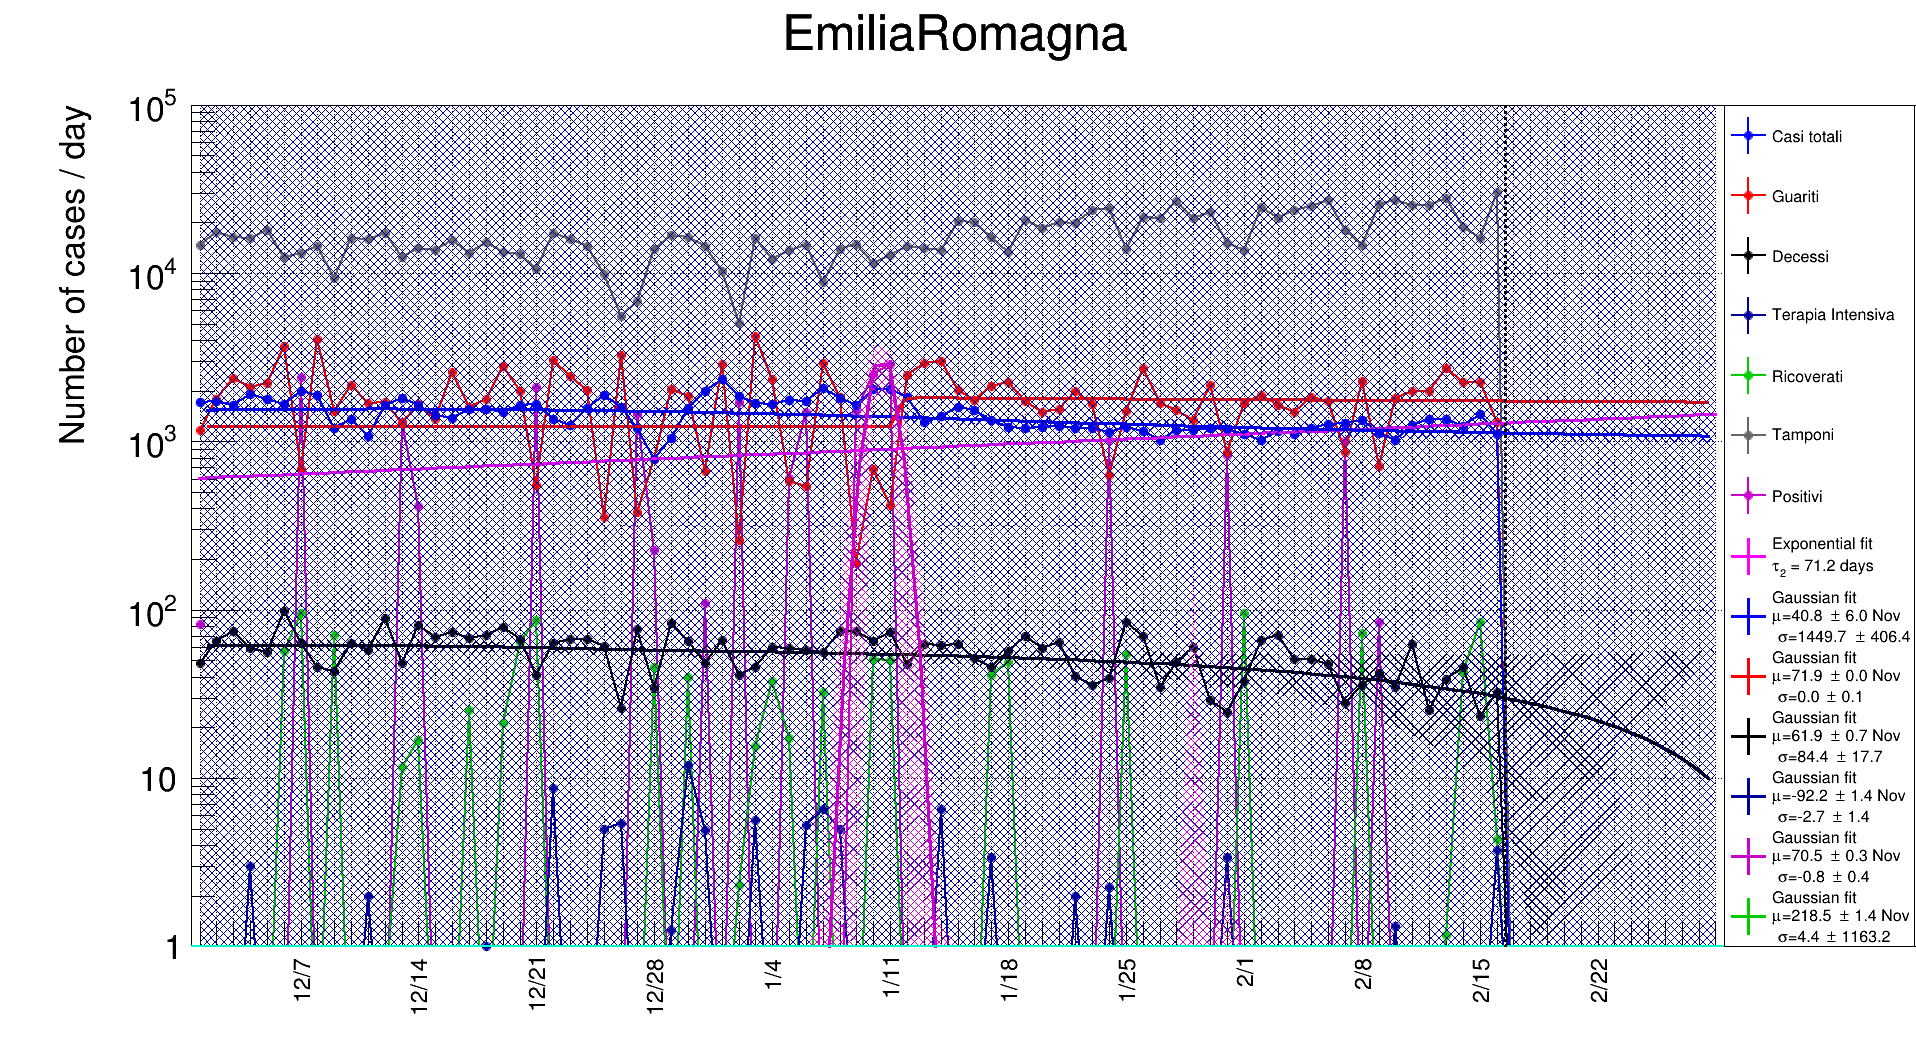 EmiliaRomagna
Number of cases / day
10^5
10^4
10^3
10^2
10
1
12/7
12/14
12/21
12/28
1/4
1/11
1/18
1/25
2/1
2/8
2/15
2/22
Casi totali
Guariti
Decessi
Terapia Intensiva
Ricoverati
Tamponi
Positivi
Exponential fit
τ₂ = 71.2 days
Gaussian fit
μ=40.8 ± 6.0 Nov
σ=1449.7 ± 406.4
Gaussian fit
μ=71.9 ± 0.0 Nov
σ=0.0 ± 0.1
Gaussian fit
μ=61.9 ± 0.7 Nov
σ=84.4 ± 17.7
Gaussian fit
μ=-92.2 ± 1.4 Nov
σ=-2.7 ± 1.4
Gaussian fit
μ=70.5 ± 0.3 Nov
σ=-0.8 ± 0.4
Gaussian fit
μ=218.5 ± 1.4 Nov
σ=4.4 ± 1163.2